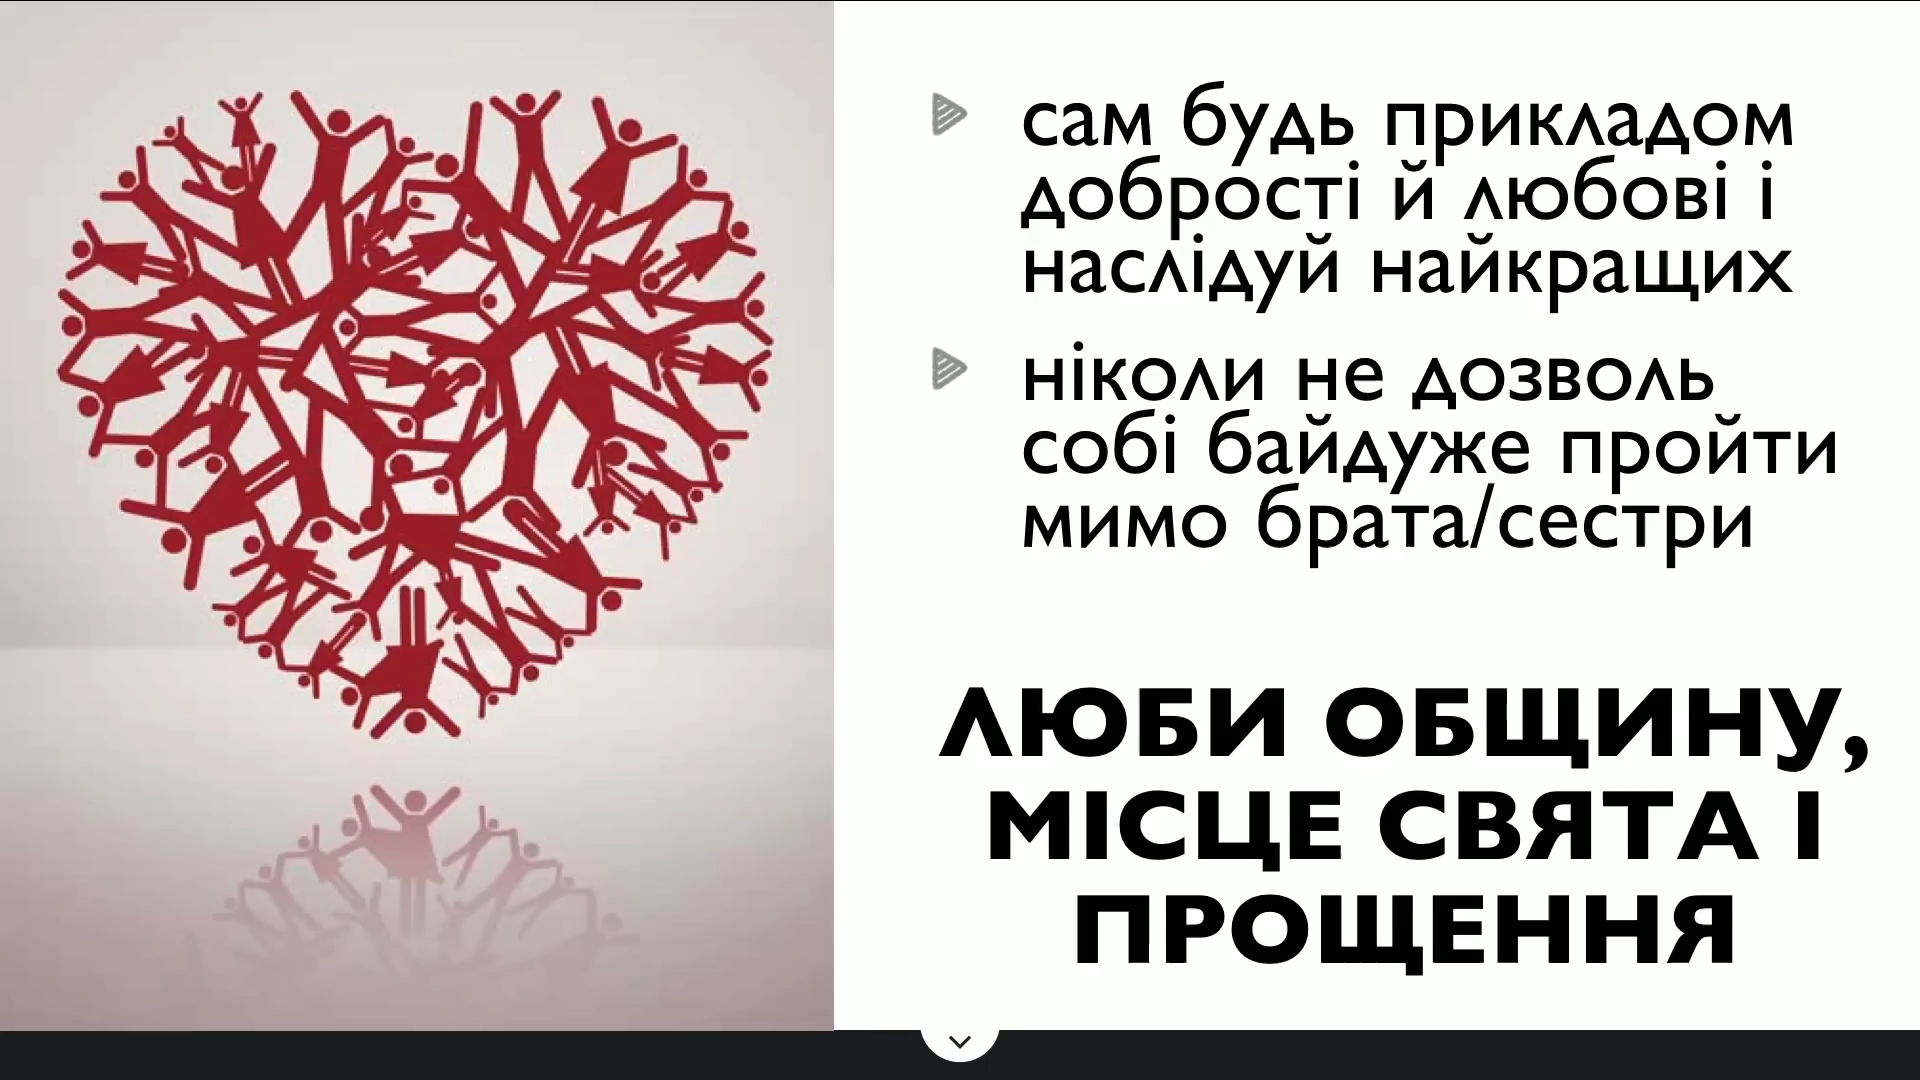 сам будь прикладом
добрості й любові і
наслідуй найкращих
ніколи не дозволь
собі байдуже пройти
мимо брата/сестри
ЛЮБИ ОБЩИНУ,
МІСЦЕ СВЯТА І
ПРОЩЕННЯ